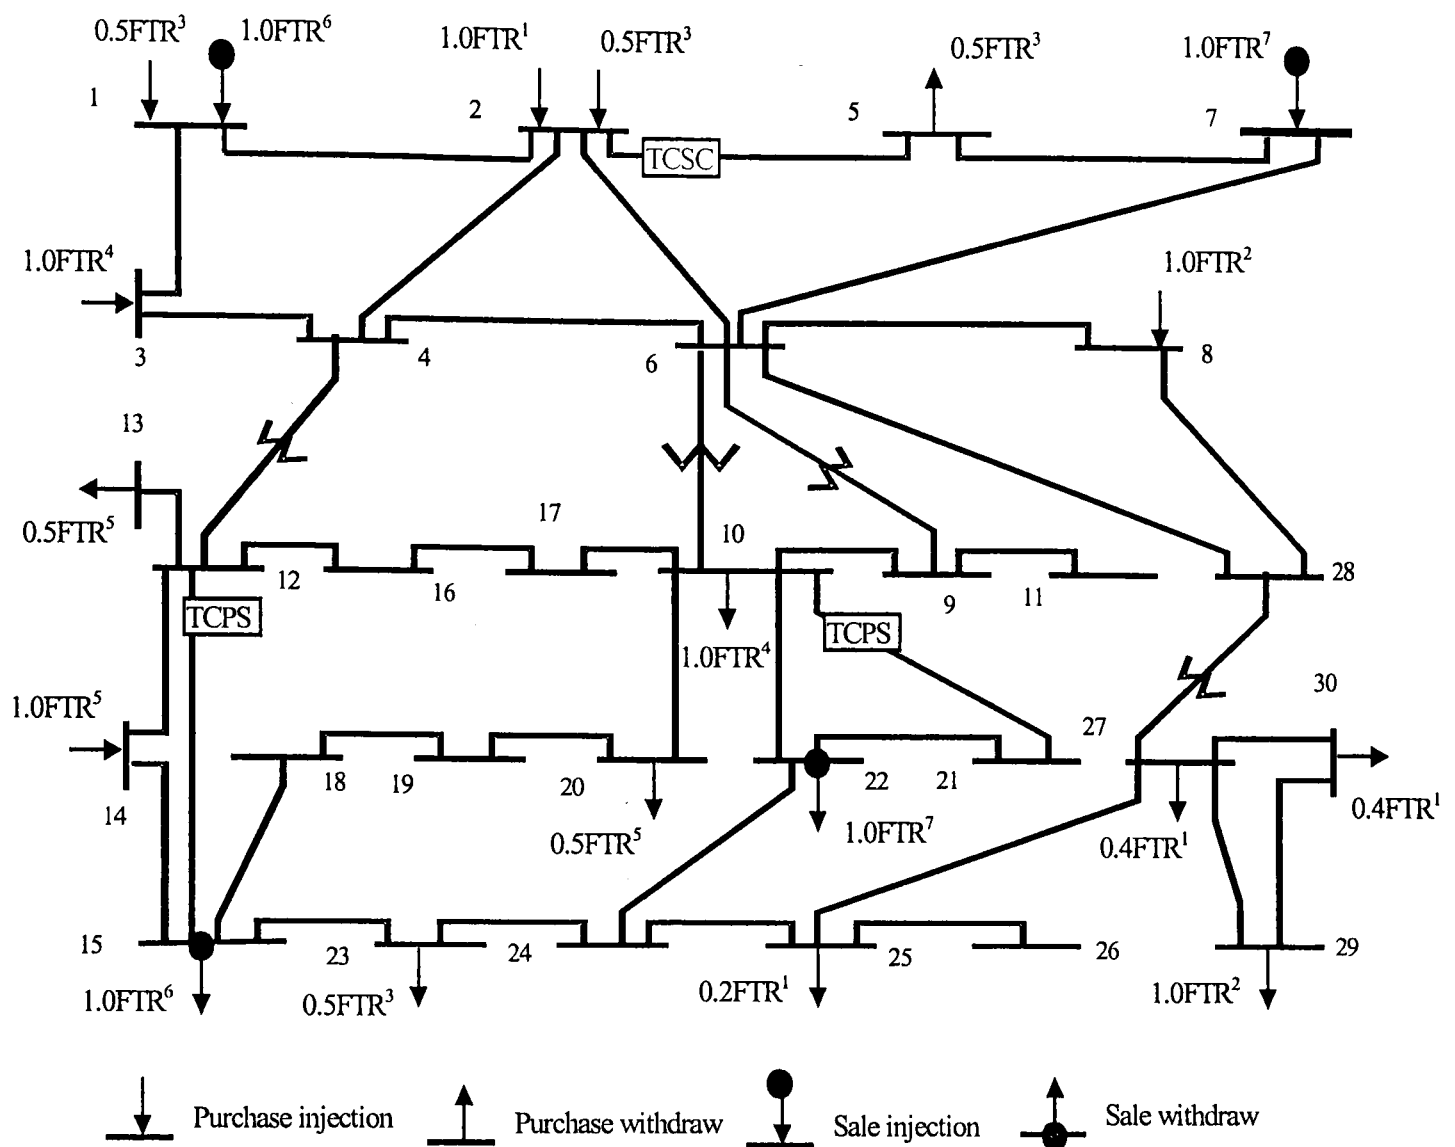 0.5FTR³ 1.0FTR⁶ 1.0FTR¹ 0.5FTR³ 0.5FTR³ 1.0FTR⁷
1 2 5 7
TCSC
1.0FTR⁴ 1.0FTR²
3 4 6 8
13
0.5FTR⁵ 17 10
12 16 9 11 28
TCPS TCPS
1.0FTR⁴
1.0FTR⁵ 27 30
14 18 19 20 22 21
0.5FTR⁵ 1.0FTR⁷ 0.4FTR¹ 0.4FTR¹
15 23 24 25 26 29
1.0FTR⁶ 0.5FTR³ 0.2FTR¹ 1.0FTR²
Purchase injection Purchase withdraw Sale injection Sale withdraw